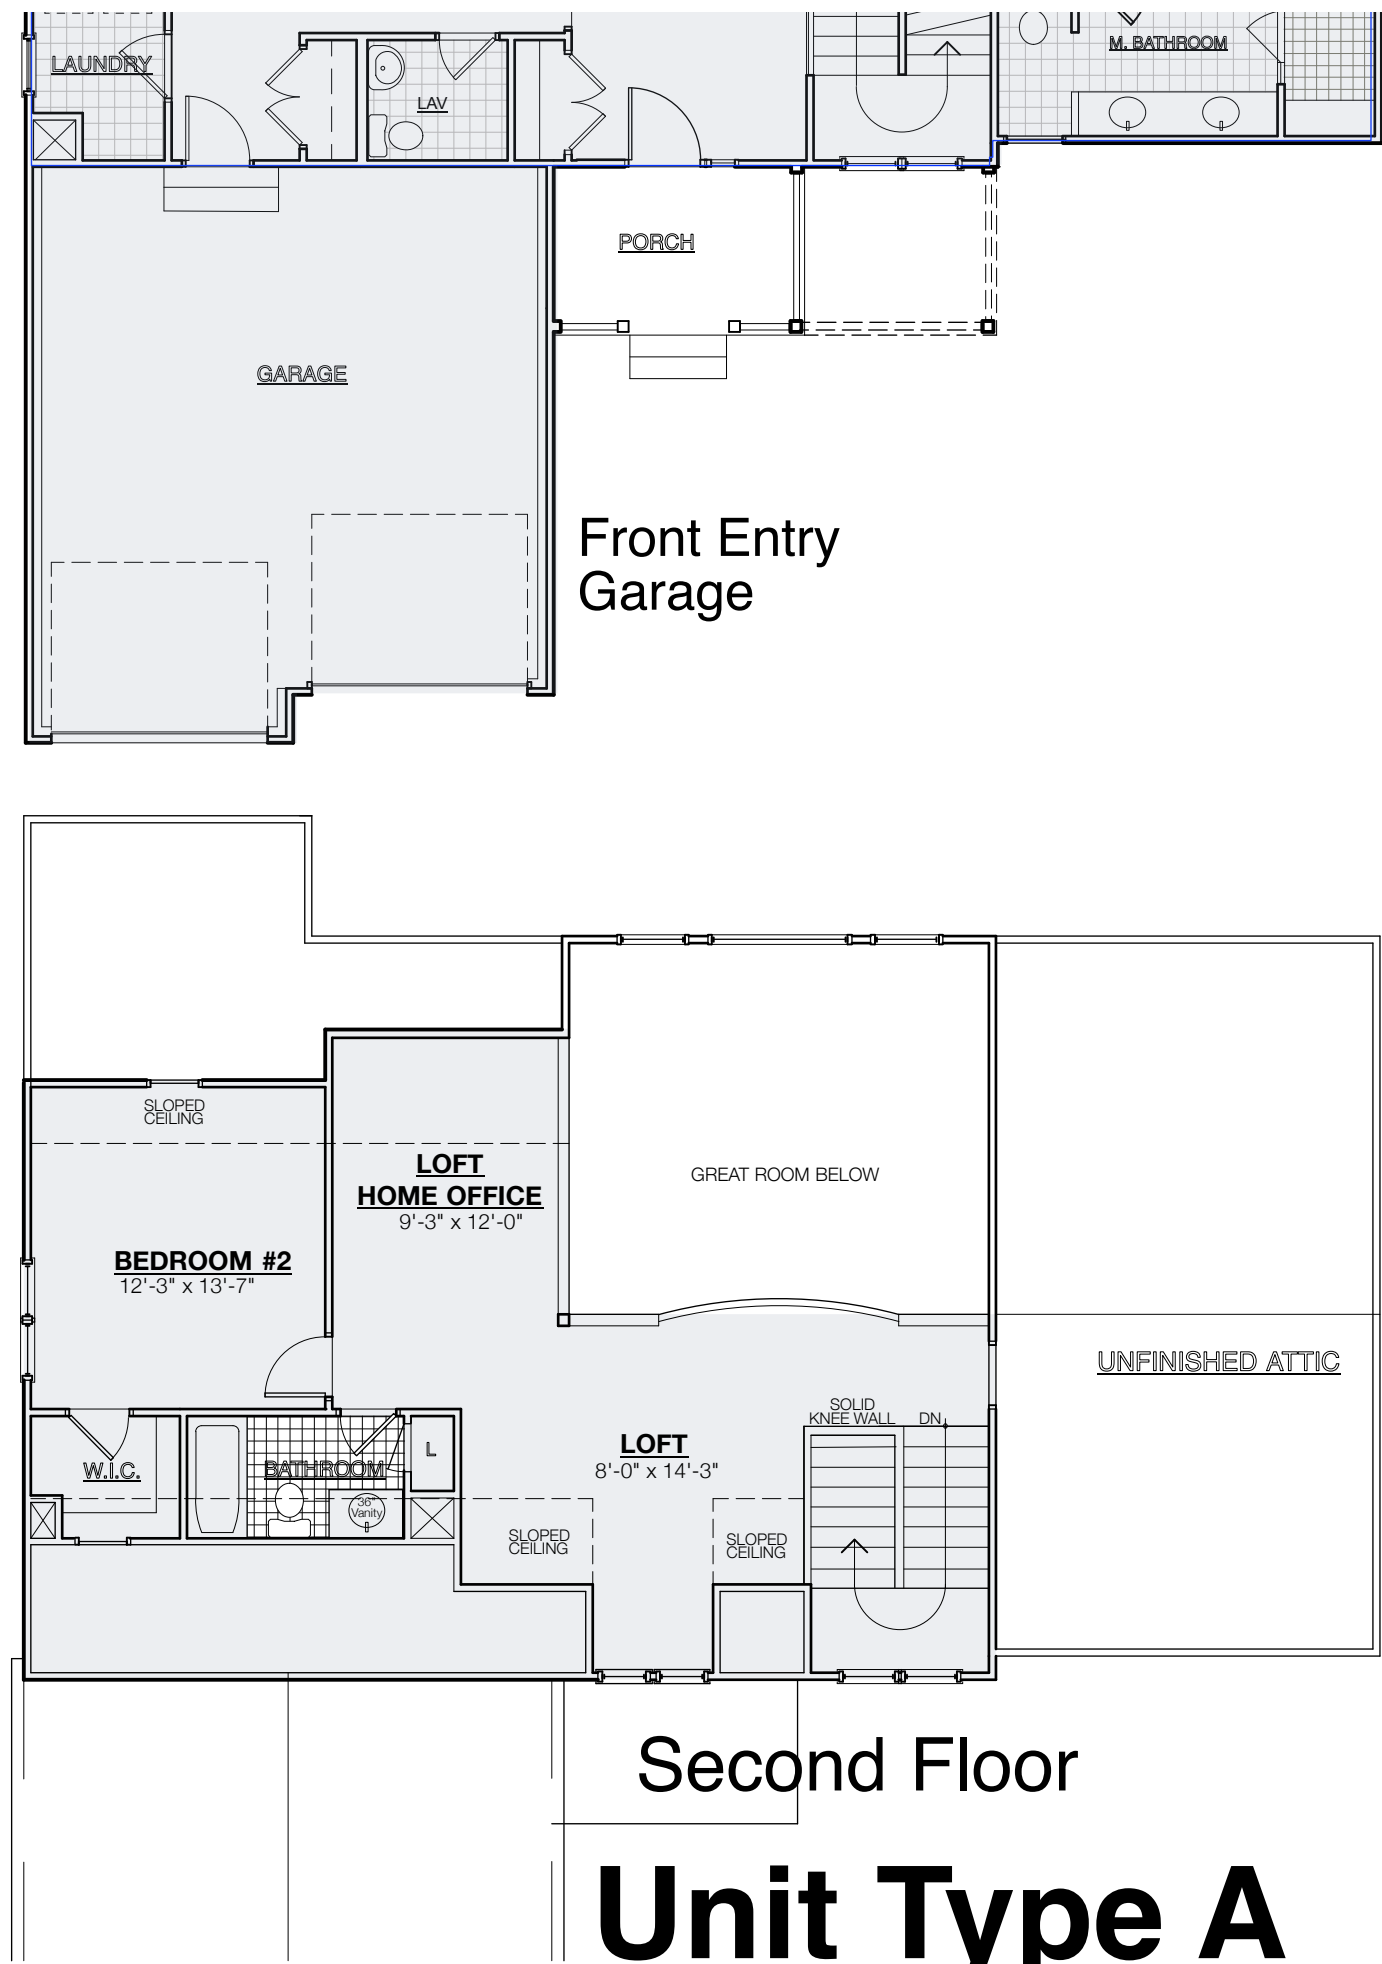 LAUNDRY
LAV
M. BATHROOM
PORCH
GARAGE
Front Entry
Garage
SLOPED
CEILING
LOFT
HOME OFFICE
9'-3" x 12'-0"
GREAT ROOM BELOW
BEDROOM #2
12'-3" x 13'-7"
UNFINISHED ATTIC
SOLID
KNEE WALL
DN
LOFT
8'-0" x 14'-3"
L
W.I.C.
BATHROOM
36"
Vanity
SLOPED
CEILING
SLOPED
CEILING
Second Floor
Unit Type A